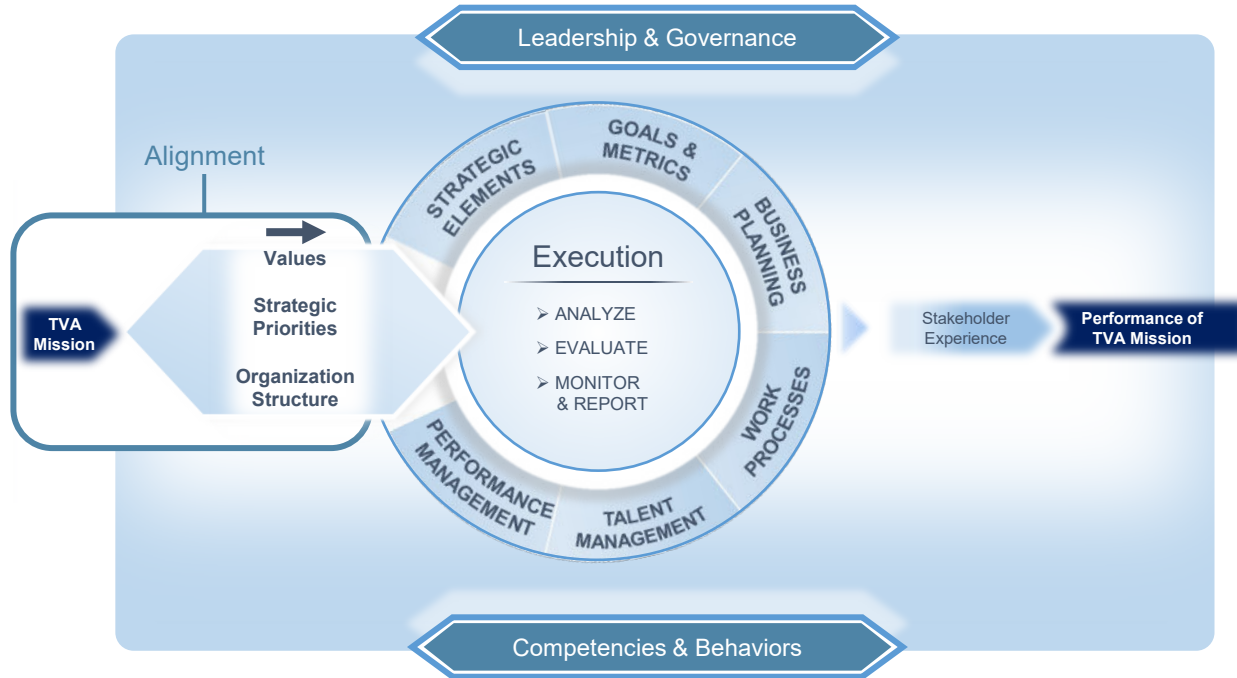 Leadership & Governance
Alignment
TVA
Mission
Values
Strategic
Priorities
Organization
Structure
STRATEGIC
ELEMENTS
GOALS &
METRICS
BUSINESS
PLANNING
WORK
PROCESSES
TALENT
MANAGEMENT
PERFORMANCE
MANAGEMENT
Execution
➢ ANALYZE
➢ EVALUATE
➢ MONITOR
& REPORT
Stakeholder
Experience
Performance of
TVA Mission
Competencies & Behaviors